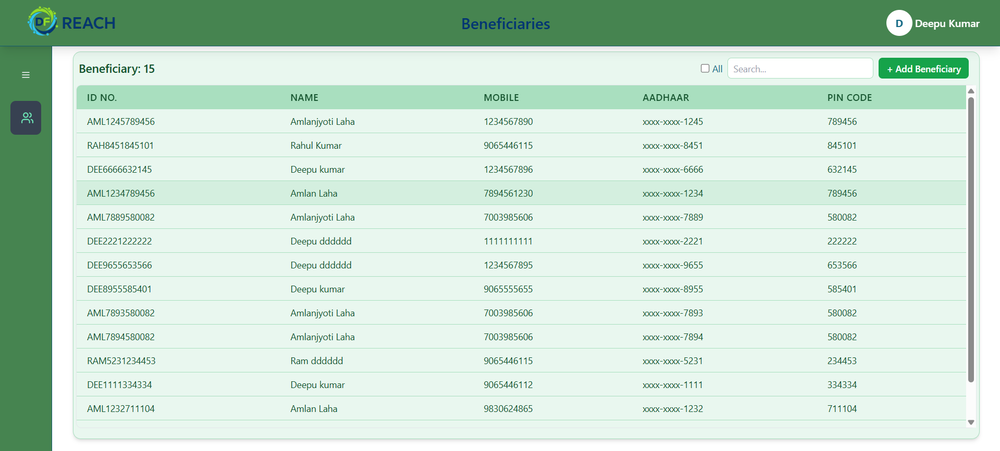 DF REACH
Beneficiaries
D Deepu Kumar
Beneficiary: 15
All
Search...
+ Add Beneficiary
ID NO. NAME MOBILE AADHAAR PIN CODE
AML1245789456 Amlanjyoti Laha 1234567890 xxxx-xxxx-1245 789456
RAH8451845101 Rahul Kumar 9065446115 xxxx-xxxx-8451 845101
DEE6666632145 Deepu kumar 1234567896 xxxx-xxxx-6666 632145
AML1234789456 Amlan Laha 7894561230 xxxx-xxxx-1234 789456
AML7889580082 Amlanjyoti Laha 7003985606 xxxx-xxxx-7889 580082
DEE2221222222 Deepu dddddd 1111111111 xxxx-xxxx-2221 222222
DEE9655653566 Deepu dddddd 1234567895 xxxx-xxxx-9655 653566
DEE8955585401 Deepu kumar 9065555655 xxxx-xxxx-8955 585401
AML7893580082 Amlanjyoti Laha 7003985606 xxxx-xxxx-7893 580082
AML7894580082 Amlanjyoti Laha 7003985606 xxxx-xxxx-7894 580082
RAM5231234453 Ram dddddd 9065446115 xxxx-xxxx-5231 234453
DEE1111334334 Deepu kumar 9065446112 xxxx-xxxx-1111 334334
AML1232711104 Amlan Laha 9830624865 xxxx-xxxx-1232 711104